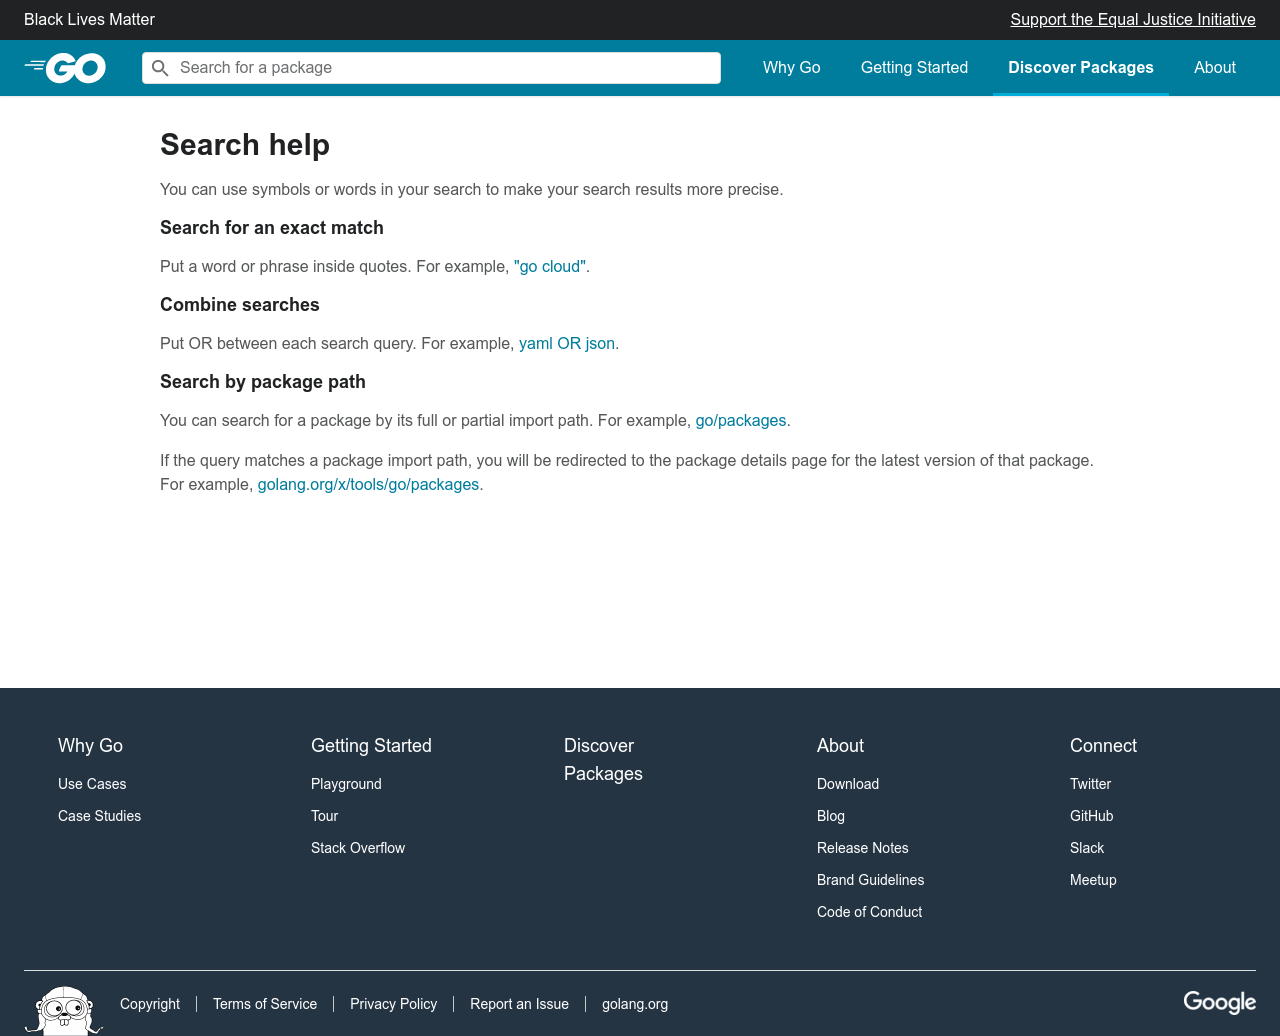 Black Lives Matter
Support the Equal Justice Initiative
GO
Search for a package
Why Go
Getting Started
Discover Packages
About
Search help
You can use symbols or words in your search to make your search results more precise.
Search for an exact match
Put a word or phrase inside quotes. For example, "go cloud".
Combine searches
Put OR between each search query. For example, yaml OR json.
Search by package path
You can search for a package by its full or partial import path. For example, go/packages.
If the query matches a package import path, you will be redirected to the package details page for the latest version of that package.
For example, golang.org/x/tools/go/packages.
Why Go
Use Cases
Case Studies
Getting Started
Playground
Tour
Stack Overflow
Discover
Packages
About
Download
Blog
Release Notes
Brand Guidelines
Code of Conduct
Connect
Twitter
GitHub
Slack
Meetup
Copyright
Terms of Service
Privacy Policy
Report an Issue
golang.org
Google